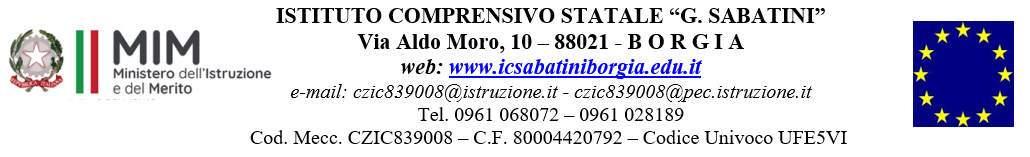 ISTITUTO COMPRENSIVO STATALE “G. SABATINI”
Via Aldo Moro, 10 – 88021 - B O R G I A
web: www.icsabatiniborgia.edu.it
e-mail: czic839008@istruzione.it - czic839008@pec.istruzione.it
Tel. 0961 068072 – 0961 028189
Cod. Mecc. CZIC839008 – C.F. 80004420792 – Codice Univoco UFE5VI
MIM
Ministero dell'Istruzione
e del Merito